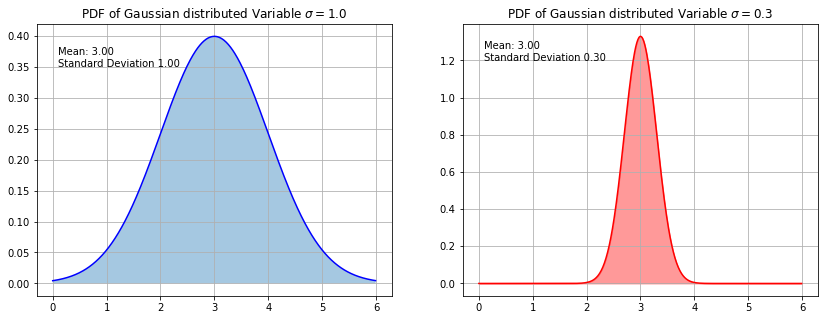 PDF of Gaussian distributed Variable σ = 1.0
0.40
0.35
0.30
0.25
0.20
0.15
0.10
0.05
0.00
Mean: 3.00
Standard Deviation 1.00
0 1 2 3 4 5 6
PDF of Gaussian distributed Variable σ = 0.3
1.2
1.0
0.8
0.6
0.4
0.2
0.0
Mean: 3.00
Standard Deviation 0.30
0 1 2 3 4 5 6